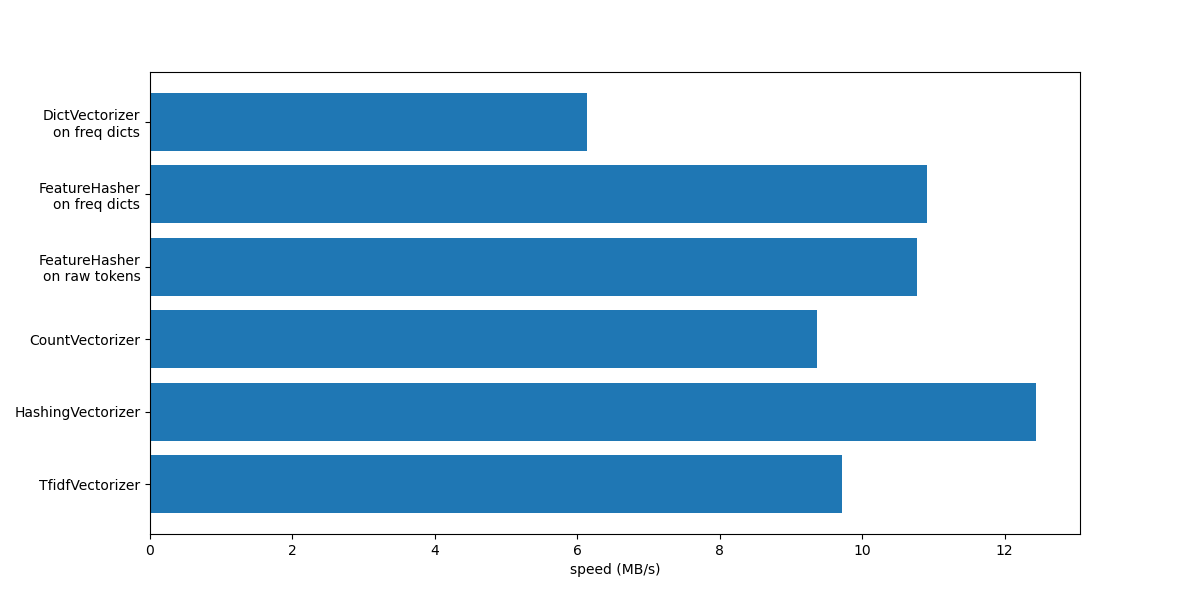 DictVectorizer
on freq dicts
FeatureHasher
on freq dicts
FeatureHasher
on raw tokens
CountVectorizer
HashingVectorizer
TfidfVectorizer
0 2 4 6 8 10 12
speed (MB/s)